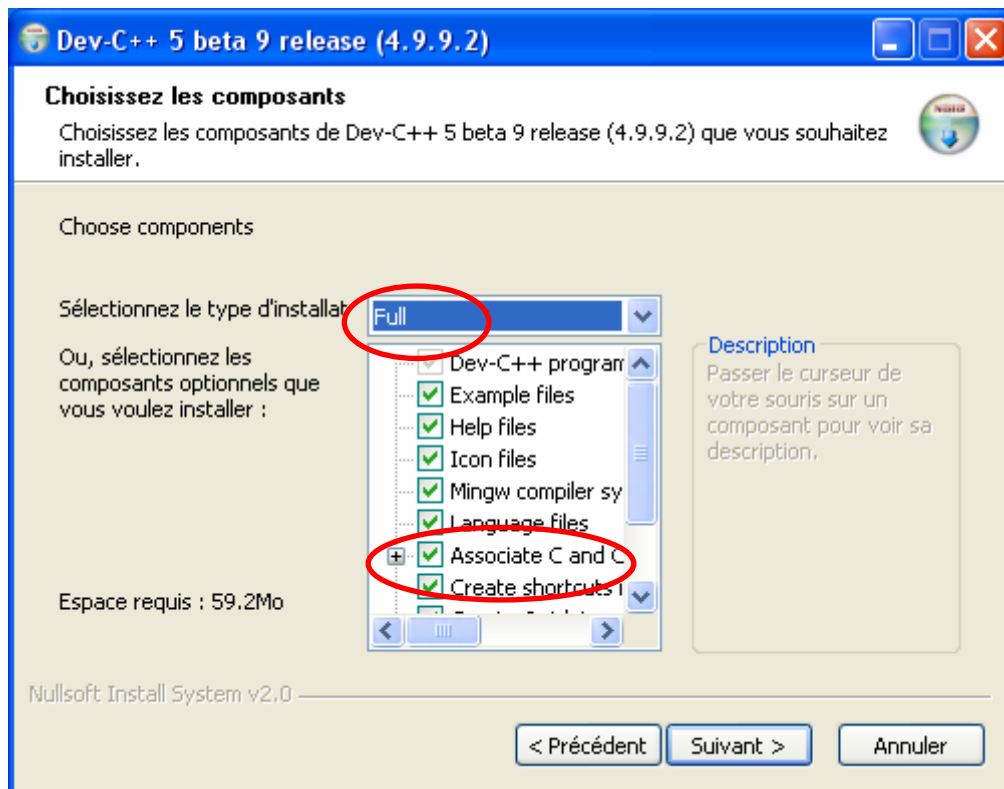 Dev-C++ 5 beta 9 release (4.9.9.2)
Choisissez les composants
Choisissez les composants de Dev-C++ 5 beta 9 release (4.9.9.2) que vous souhaitez
installer.
Choose components
Sélectionnez le type d'installat
Full
Ou, sélectionnez les
composants optionnels que
vous voulez installer :
Dev-C++ program
Example files
Help files
Icon files
Mingw compiler sy
Language files
Associate C and C
Create shortcuts i
Description
Passer le curseur de
votre souris sur un
composant pour voir sa
description.
Espace requis : 59.2Mo
Nullsoft Install System v2.0
< Précédent
Suivant >
Annuler